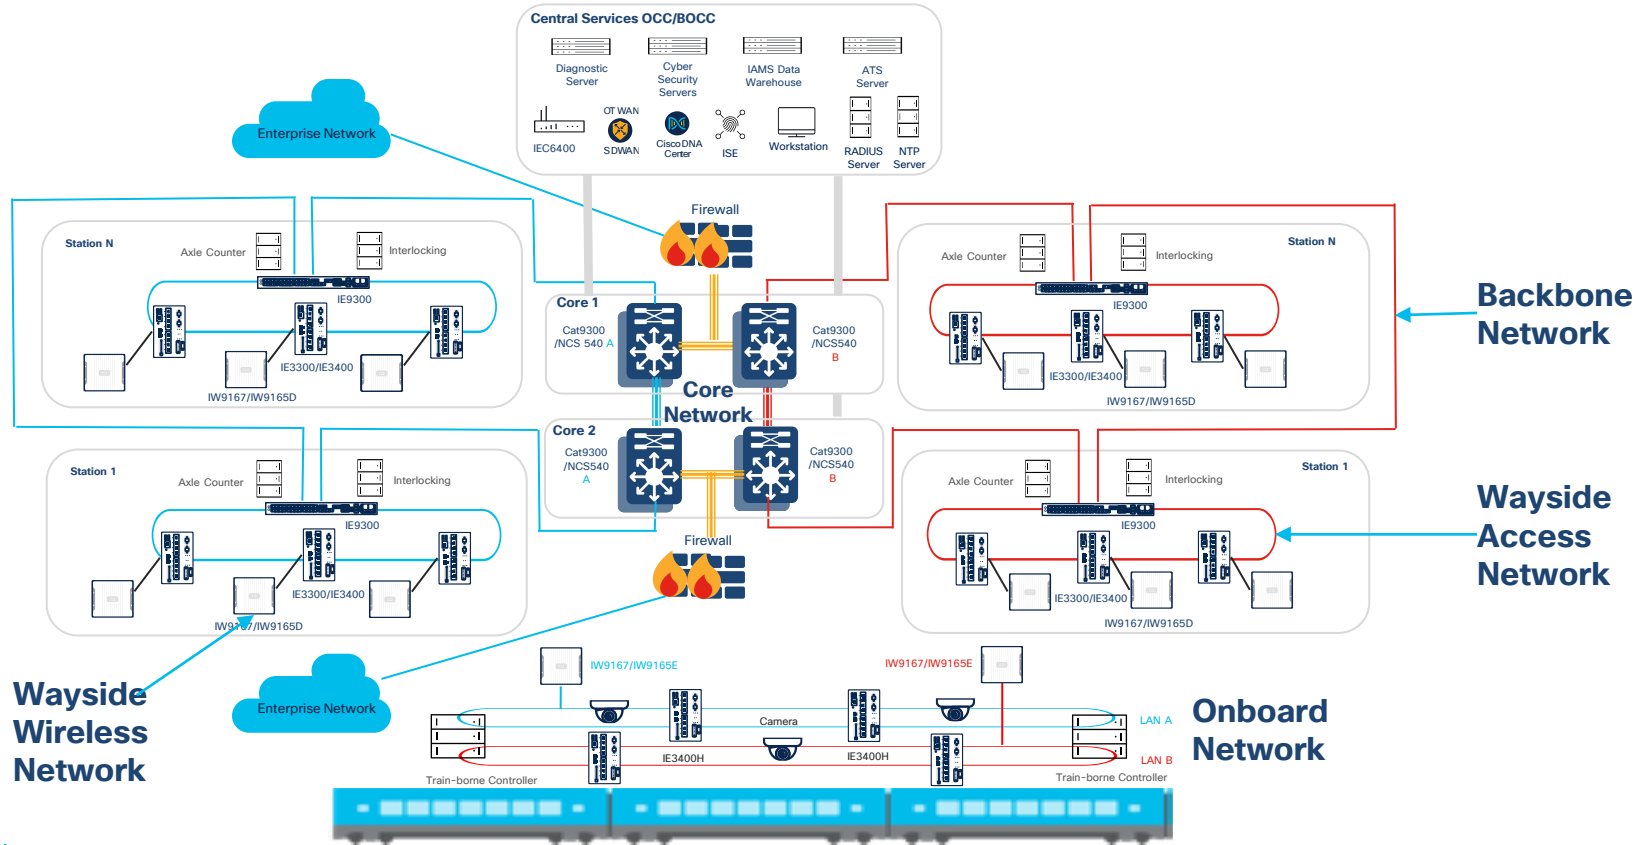 Central Services OCC/BOCC
Diagnostic
Server
Cyber
Security
Servers
IAMS Data
Warehouse
ATS
Server
IEC6400
OT WAN
SDWAN
Cisco DNA
Center
ISE
Workstation
RADIUS
Server
NTP
Server
Enterprise Network
Firewall
Station N
Axle Counter
Interlocking
IE9300
IE3300/IE3400
IW9167/IW9165D
Core 1
Cat9300
/NCS 540 A
Cat9300
/NCS540
B
Core
Network
Core 2
Cat9300
/NCS540
A
Cat9300
/NCS540
B
Firewall
Station N
Axle Counter
Interlocking
IE9300
IE3300/IE3400
IW9167/IW9165D
Backbone
Network
Station 1
Axle Counter
Interlocking
IE9300
IE3300/IE3400
IW9167/IW9165D
Station 1
Axle Counter
Interlocking
IE9300
IE3300/IE3400
IW9167/IW9165D
Wayside
Access
Network
Wayside
Wireless
Network
Enterprise Network
IW9167/IW9165E
IW9167/IW9165E
Camera
LAN A
IE3400H
IE3400H
LAN B
Train-borne Controller
Train-borne Controller
Onboard
Network